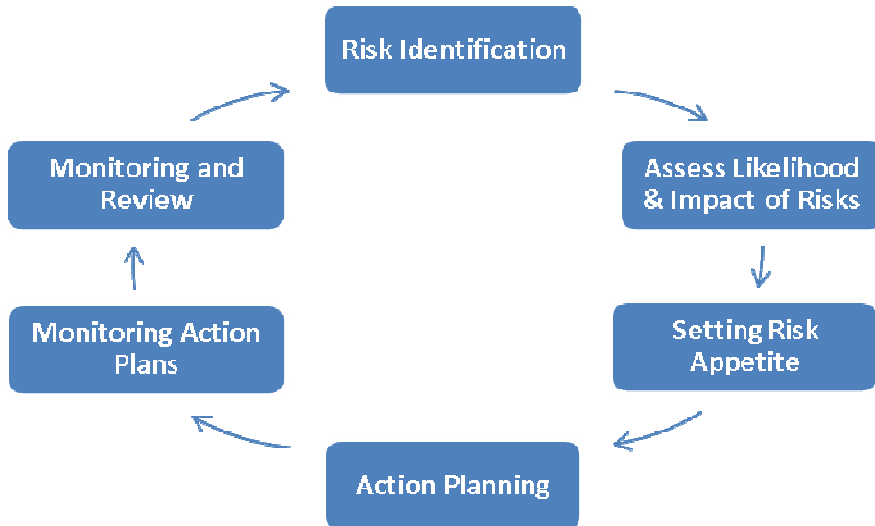 Risk Identification
Assess Likelihood
& Impact of Risks
Setting Risk
Appetite
Action Planning
Monitoring Action
Plans
Monitoring and
Review